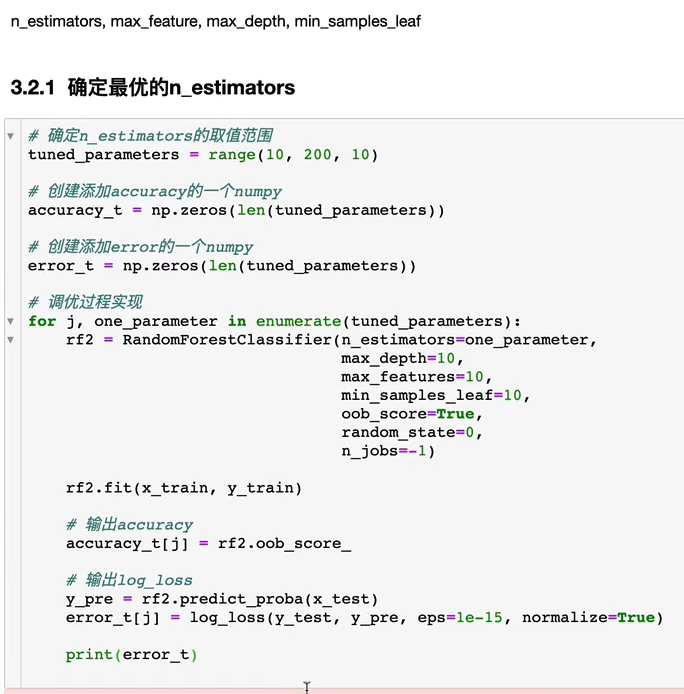 n_estimators, max_feature, max_depth, min_samples_leaf
3.2.1 确定最优的n_estimators
# 确定n_estimators的取值范围
tuned_parameters = range(10, 200, 10)
# 创建添加accuracy的一个numpy
accuracy_t = np.zeros(len(tuned_parameters))
# 创建添加error的一个numpy
error_t = np.zeros(len(tuned_parameters))
# 调优过程实现
for j, one_parameter in enumerate(tuned_parameters):
    rf2 = RandomForestClassifier(n_estimators=one_parameter,
                                 max_depth=10,
                                 max_features=10,
                                 min_samples_leaf=10,
                                 oob_score=True,
                                 random_state=0,
                                 n_jobs=-1)
    rf2.fit(x_train, y_train)
    # 输出accuracy
    accuracy_t[j] = rf2.oob_score_
    # 输出log_loss
    y_pre = rf2.predict_proba(x_test)
    error_t[j] = log_loss(y_test, y_pre, eps=1e-15, normalize=True)
    print(error_t)